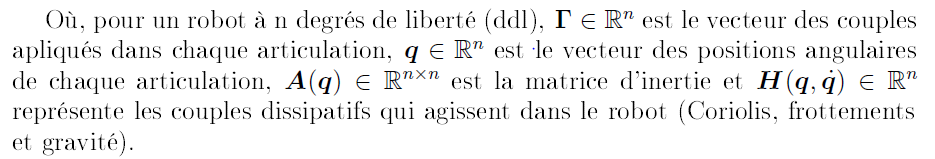 Où, pour un robot à n degrés de liberté (ddl), Γ ∈ ℝⁿ est le vecteur des couples
apliqués dans chaque articulation, q ∈ ℝⁿ est le vecteur des positions angulaires
de chaque articulation, A(q) ∈ ℝⁿˣⁿ est la matrice d'inertie et H(q, q̇) ∈ ℝⁿ
représente les couples dissipatifs qui agissent dans le robot (Coriolis, frottements
et gravité).